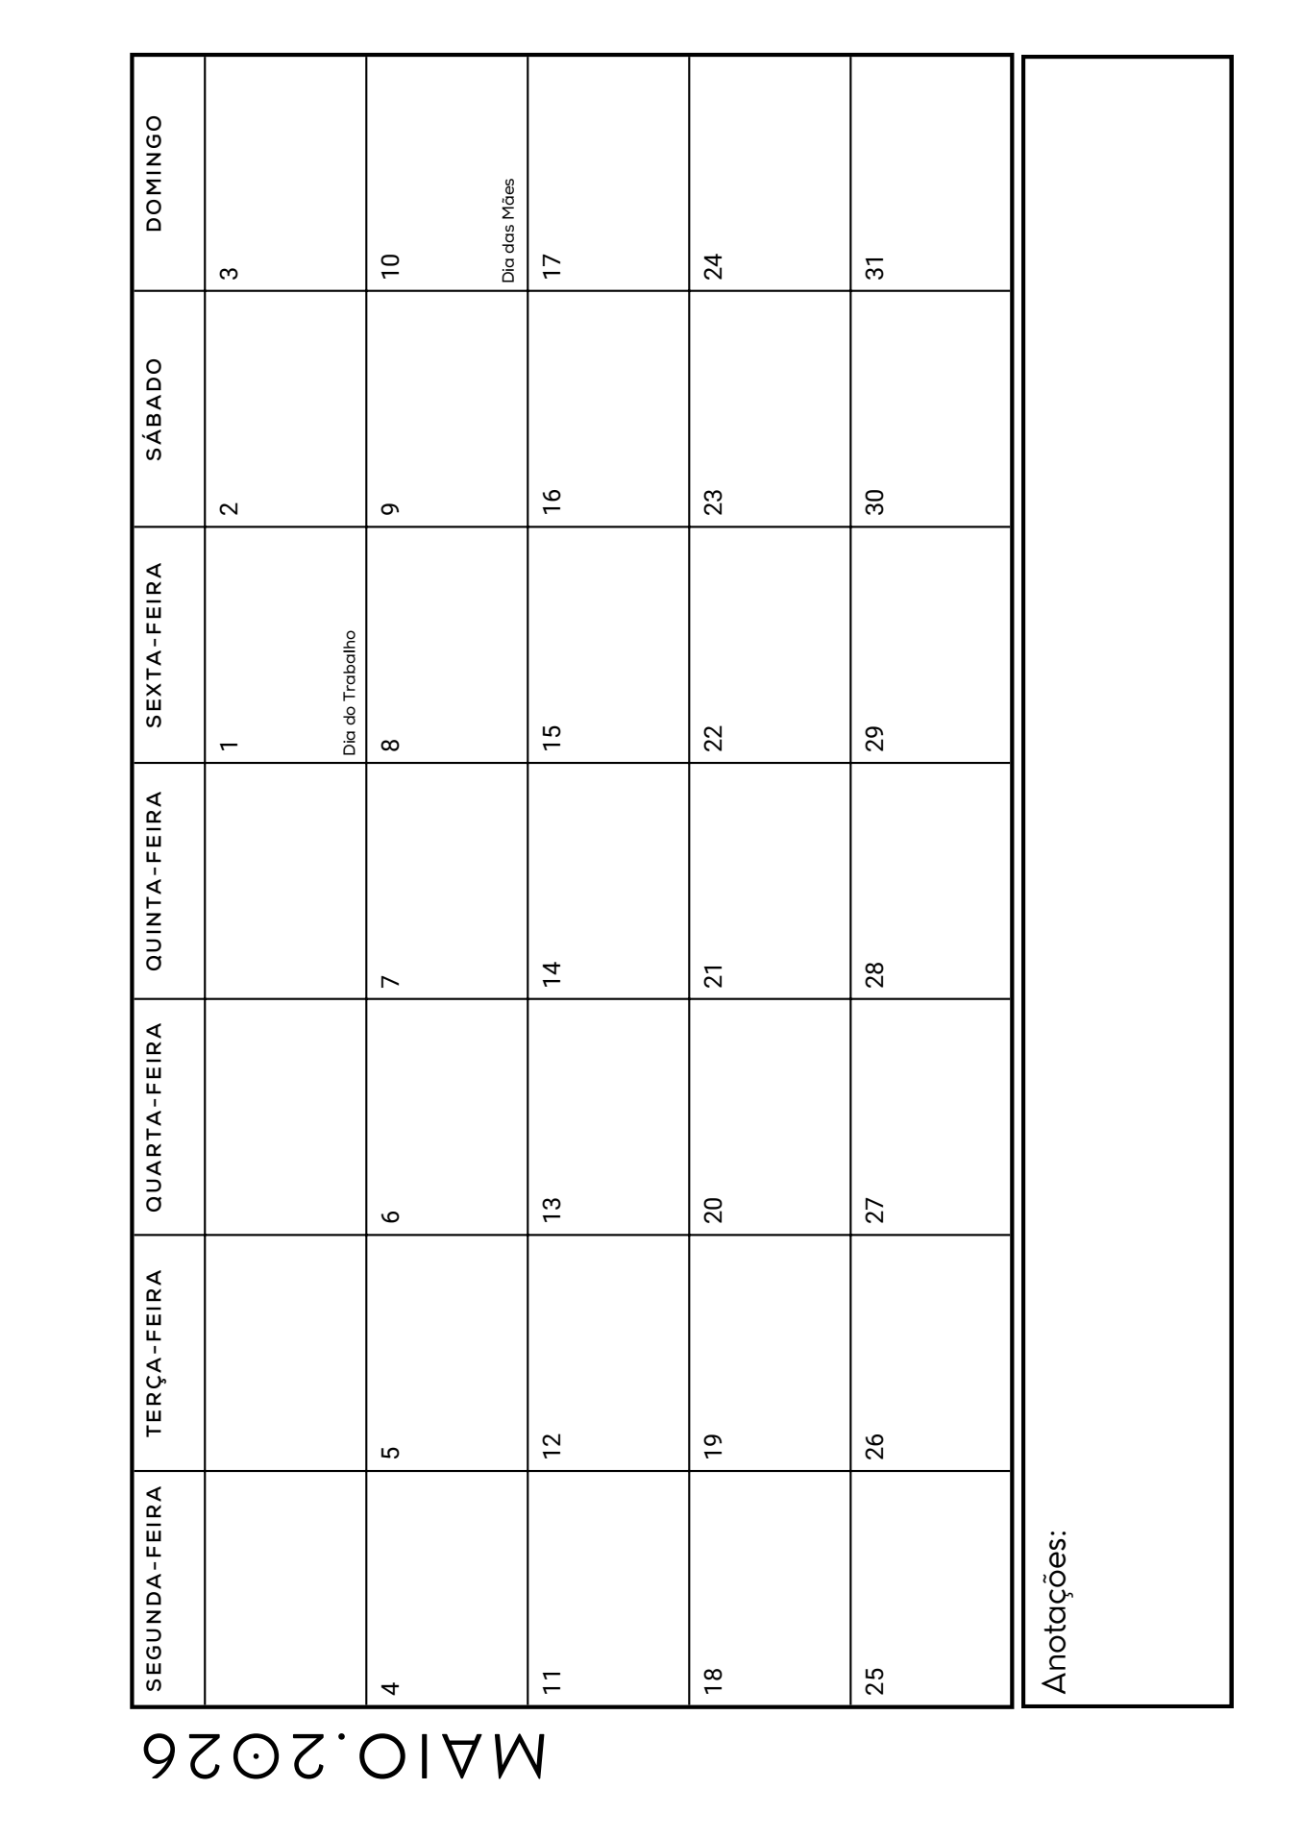 MAIO.2026
SEGUNDA-FEIRA TERÇA-FEIRA QUARTA-FEIRA QUINTA-FEIRA SEXTA-FEIRA SÁBADO DOMINGO
1 2 3
Dia do Trabalho
4 5 6 7 8 9 10
Dia das Mães
11 12 13 14 15 16 17
18 19 20 21 22 23 24
25 26 27 28 29 30 31
Anotações: